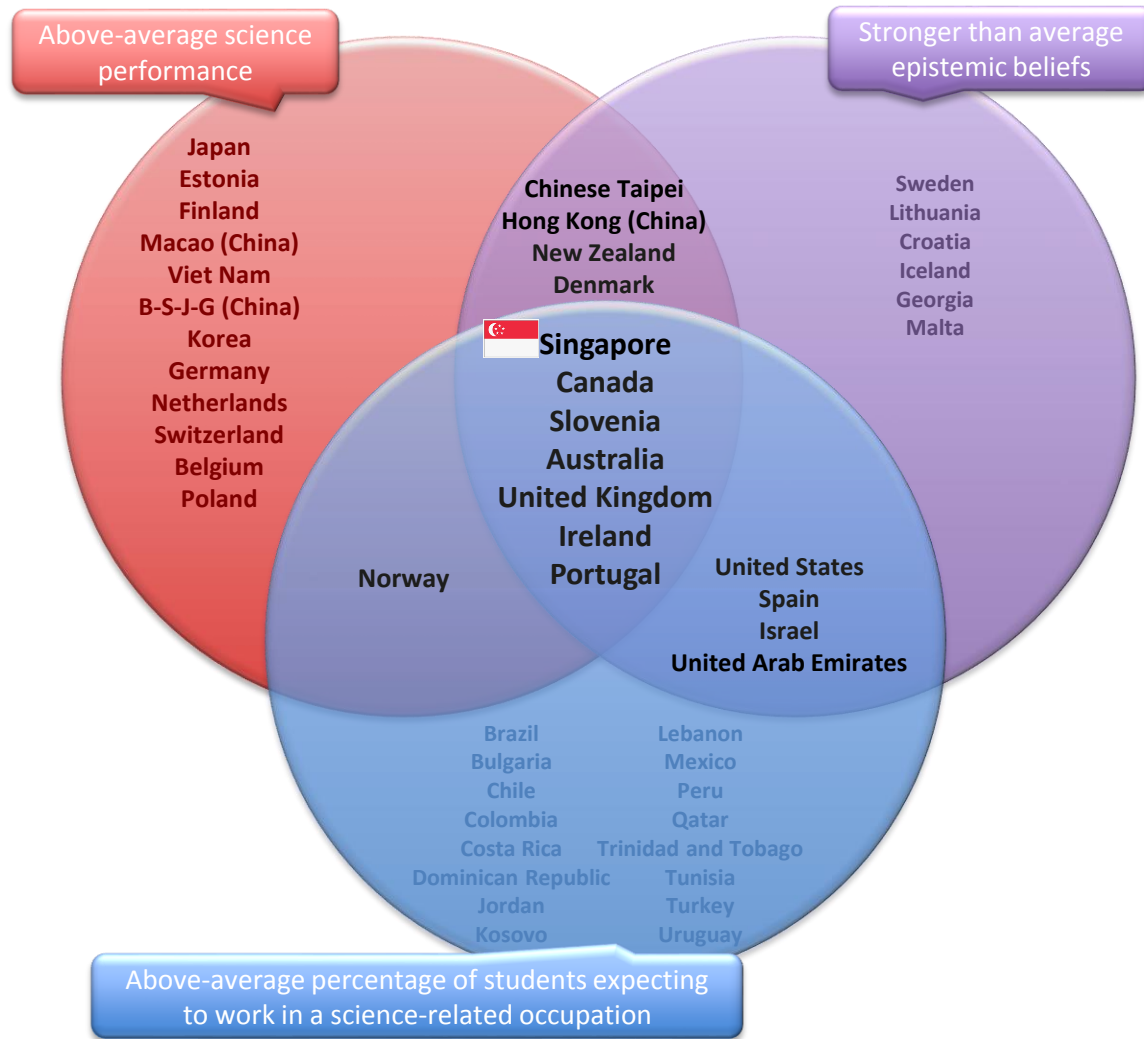 Above-average science
performance
Stronger than average
epistemic beliefs
Japan
Estonia
Finland
Macao (China)
Viet Nam
B-S-J-G (China)
Korea
Germany
Netherlands
Switzerland
Belgium
Poland
Chinese Taipei
Hong Kong (China)
New Zealand
Denmark
Sweden
Lithuania
Croatia
Iceland
Georgia
Malta
Singapore
Canada
Slovenia
Australia
United Kingdom
Ireland
Portugal
Norway
United States
Spain
Israel
United Arab Emirates
Brazil
Bulgaria
Chile
Colombia
Costa Rica
Dominican Republic
Jordan
Kosovo
Lebanon
Mexico
Peru
Qatar
Trinidad and Tobago
Tunisia
Turkey
Uruguay
Above-average percentage of students expecting
to work in a science-related occupation